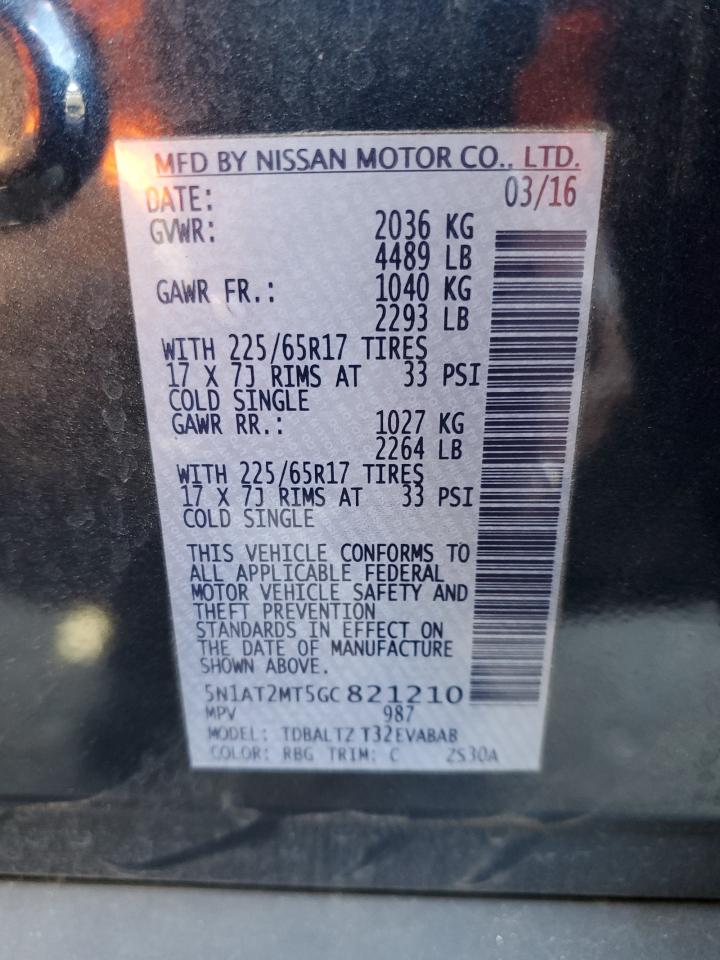 MFD BY NISSAN MOTOR CO., LTD.
DATE: 03/16
GVWR: 2036 KG
4489 LB
GAWR FR.: 1040 KG
2293 LB
WITH 225/65R17 TIRES
17 X 7J RIMS AT 33 PSI
COLD SINGLE
GAWR RR.: 1027 KG
2264 LB
WITH 225/65R17 TIRES
17 X 7J RIMS AT 33 PSI
COLD SINGLE
THIS VEHICLE CONFORMS TO
ALL APPLICABLE FEDERAL
MOTOR VEHICLE SAFETY AND
THEFT PREVENTION
STANDARDS IN EFFECT ON
THE DATE OF MANUFACTURE
SHOWN ABOVE.
5N1AT2MT5GC821210
MPV 987
MODEL: TDBALTZ T32EVABAB
COLOR: RBG TRIM: C ZS30A